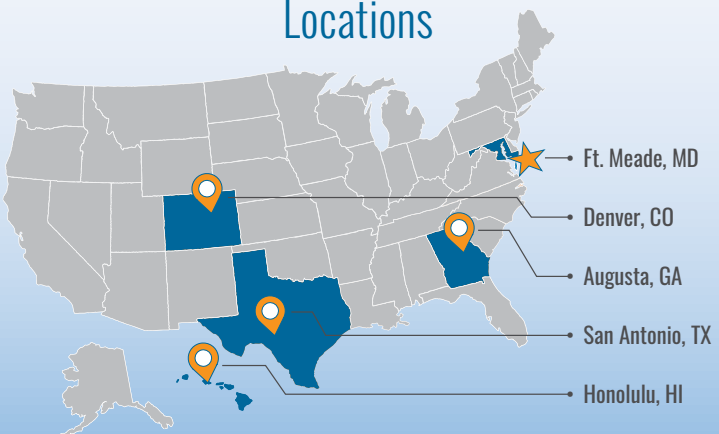 Locations
Ft. Meade, MD
Denver, CO
Augusta, GA
San Antonio, TX
Honolulu, HI